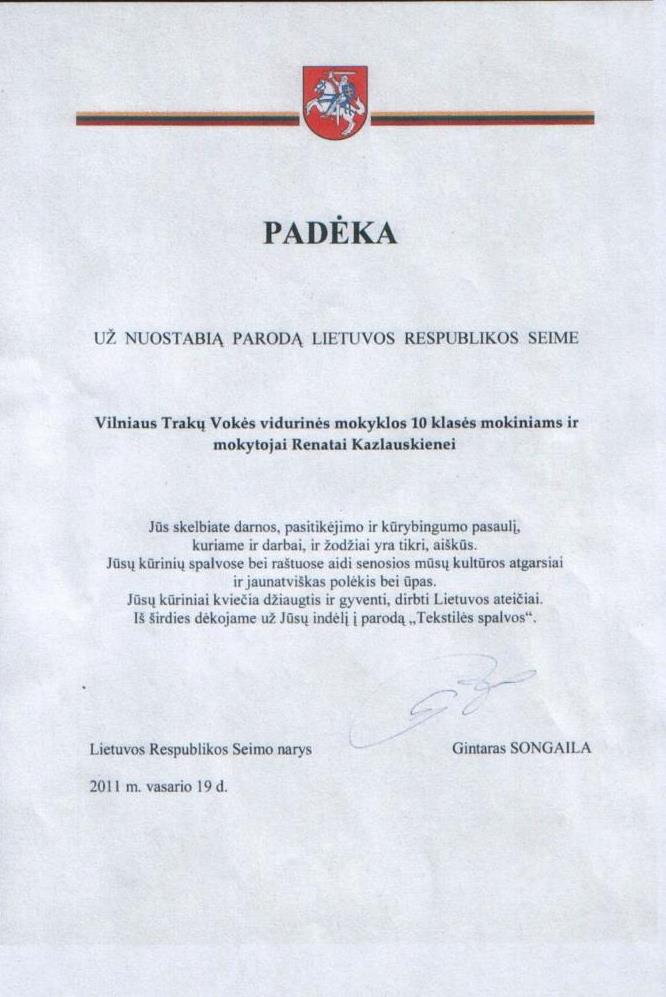 PADĖKA
UŽ NUOSTABIĄ PARODĄ LIETUVOS RESPUBLIKOS SEIME
Vilniaus Trakų Vokės vidurinės mokyklos 10 klasės mokiniams ir
mokytojai Renatai Kazlauskienei
Jūs skelbiate darnos, pasitikėjimo ir kūrybingumo pasaulį,
kuriame ir darbai, ir žodžiai yra tikri, aiškūs.
Jūsų kūrinių spalvose bei raštuose aidi senosios mūsų kultūros atgarsiai
ir jaunatviškas polėkis bei ūpas.
Jūsų kūriniai kviečia džiaugtis ir gyventi, dirbti Lietuvos ateičiai.
Iš širdies dėkojame už Jūsų indėlį į parodą „Tekstilės spalvos“.
Lietuvos Respublikos Seimo narys Gintaras SONGAILA
2011 m. vasario 19 d.